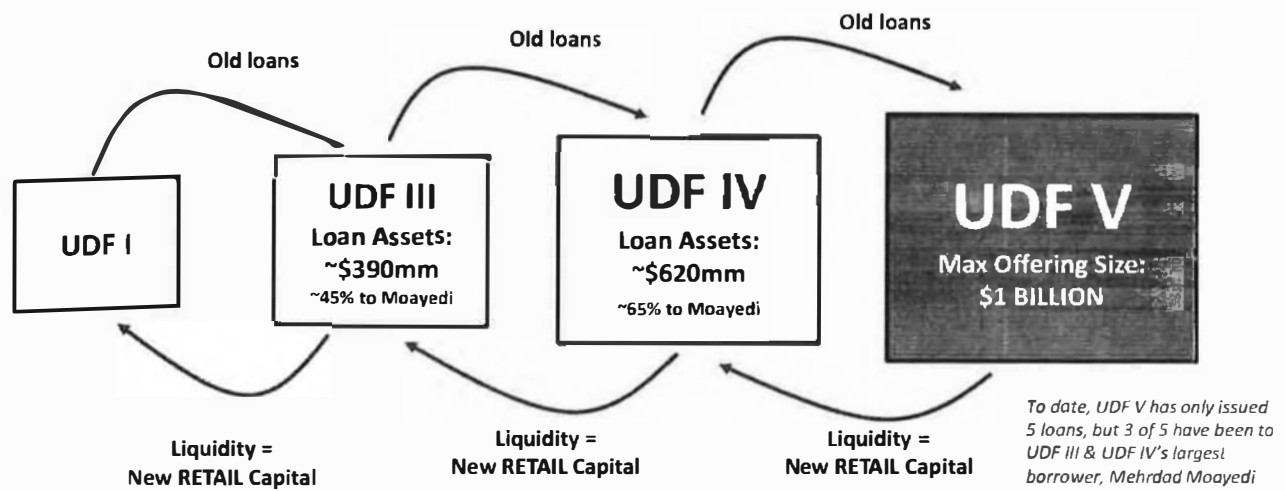 Old loans
Old loans
Old loans
UDF I
UDF III
Loan Assets:
~$390mm
~45% to Moayedi
UDF IV
Loan Assets:
~$620mm
~65% to Moayedi
UDF V
Max Offering Size:
$1 BILLION
Liquidity =
New RETAIL Capital
Liquidity =
New RETAIL Capital
Liquidity =
New RETAIL Capital
To date, UDF V has only issued
5 loans, but 3 of 5 have been to
UDF III & UDF IV's largest
borrower, Mehrdad Moayedi